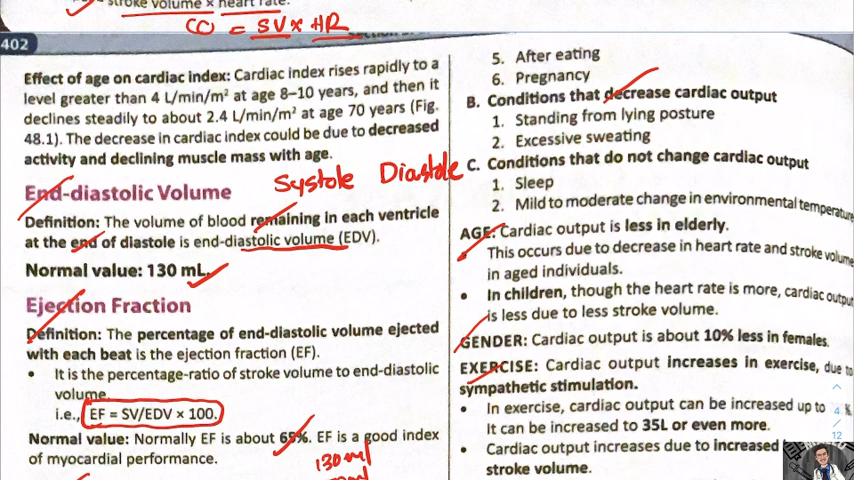 stroke volume × heart rate.
CO = SV × HR
402
Effect of age on cardiac index: Cardiac index rises rapidly to a
level greater than 4 L/min/m² at age 8–10 years, and then it
declines steadily to about 2.4 L/min/m² at age 70 years (Fig.
48.1). The decrease in cardiac index could be due to decreased
activity and declining muscle mass with age.
Systole Diastole
End-diastolic Volume
Definition: The volume of blood remaining in each ventricle
at the end of diastole is end-diastolic volume (EDV).
Normal value: 130 mL.
Ejection Fraction
Definition: The percentage of end-diastolic volume ejected
with each beat is the ejection fraction (EF).
• It is the percentage-ratio of stroke volume to end-diastolic
volume.
i.e., EF = SV/EDV × 100.
Normal value: Normally EF is about 65%. EF is a good index
of myocardial performance.
130 ml
5. After eating
6. Pregnancy
B. Conditions that decrease cardiac output
1. Standing from lying posture
2. Excessive sweating
C. Conditions that do not change cardiac output
1. Sleep
2. Mild to moderate change in environmental temperature
AGE: Cardiac output is less in elderly.
• This occurs due to decrease in heart rate and stroke volume
in aged individuals.
• In children, though the heart rate is more, cardiac output
is less due to less stroke volume.
GENDER: Cardiac output is about 10% less in females.
EXERCISE: Cardiac output increases in exercise, due to
sympathetic stimulation.
• In exercise, cardiac output can be increased up to %.
It can be increased to 35L or even more.
• Cardiac output increases due to increased
stroke volume.
4
/
12